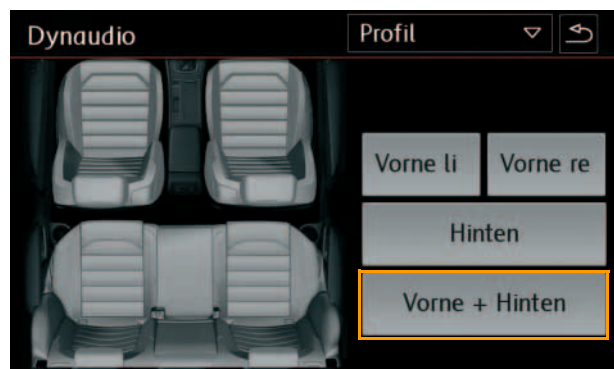 Dynaudio
Profil
Vorne li
Vorne re
Hinten
Vorne + Hinten